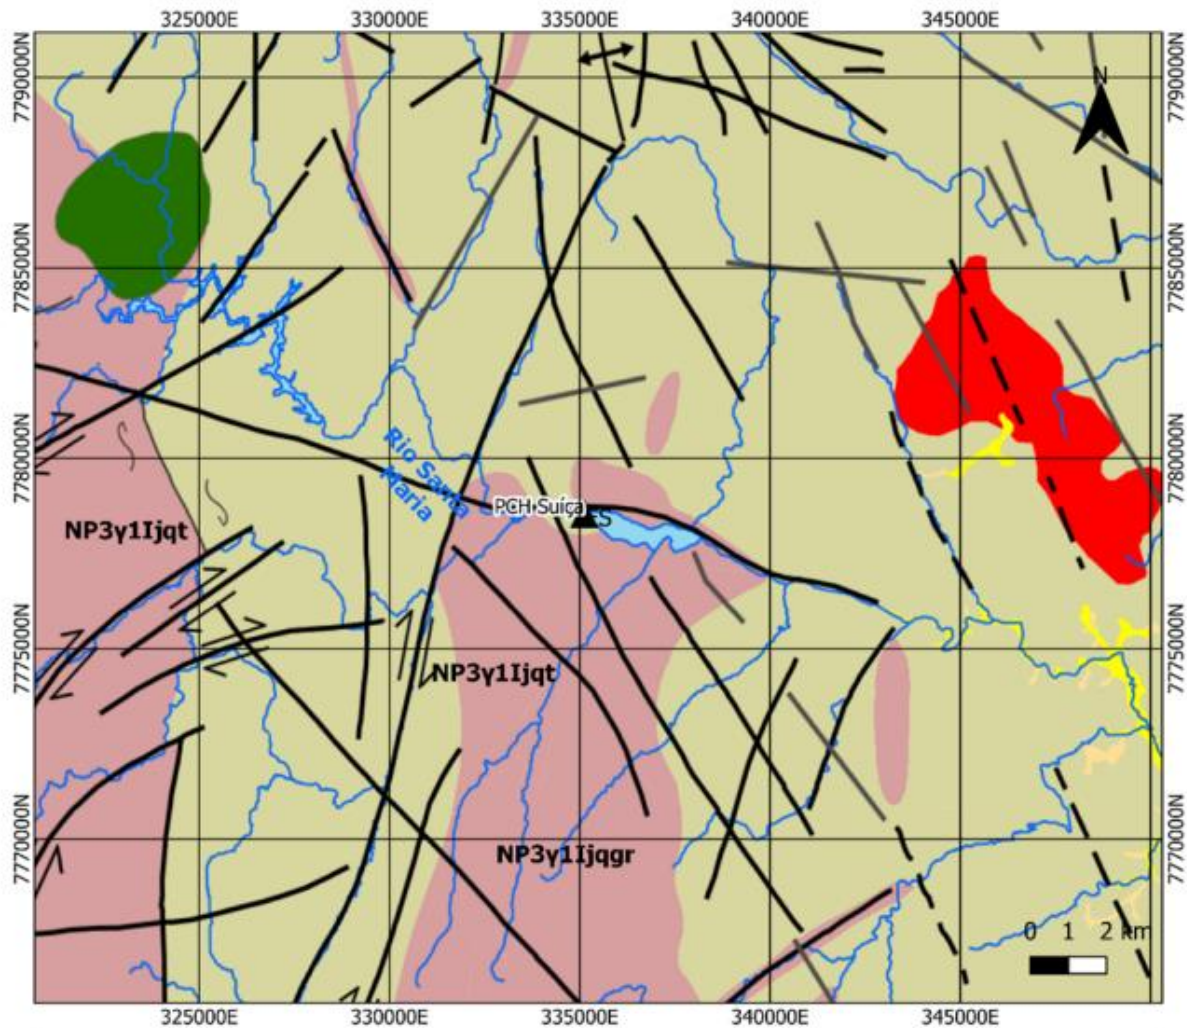 325000E 330000E 335000E 340000E 345000E
7790000N
7790000N
N
7785000N
7785000N
7780000N
7780000N
Rio Santa
Maria
PCH Suíça
S
NP3γ1Ijqt
7775000N
7775000N
NP3γ1Ijqt
NP3γ1Ijqgr
7770000N
7770000N
0 1 2 km
325000E 330000E 335000E 340000E 345000E